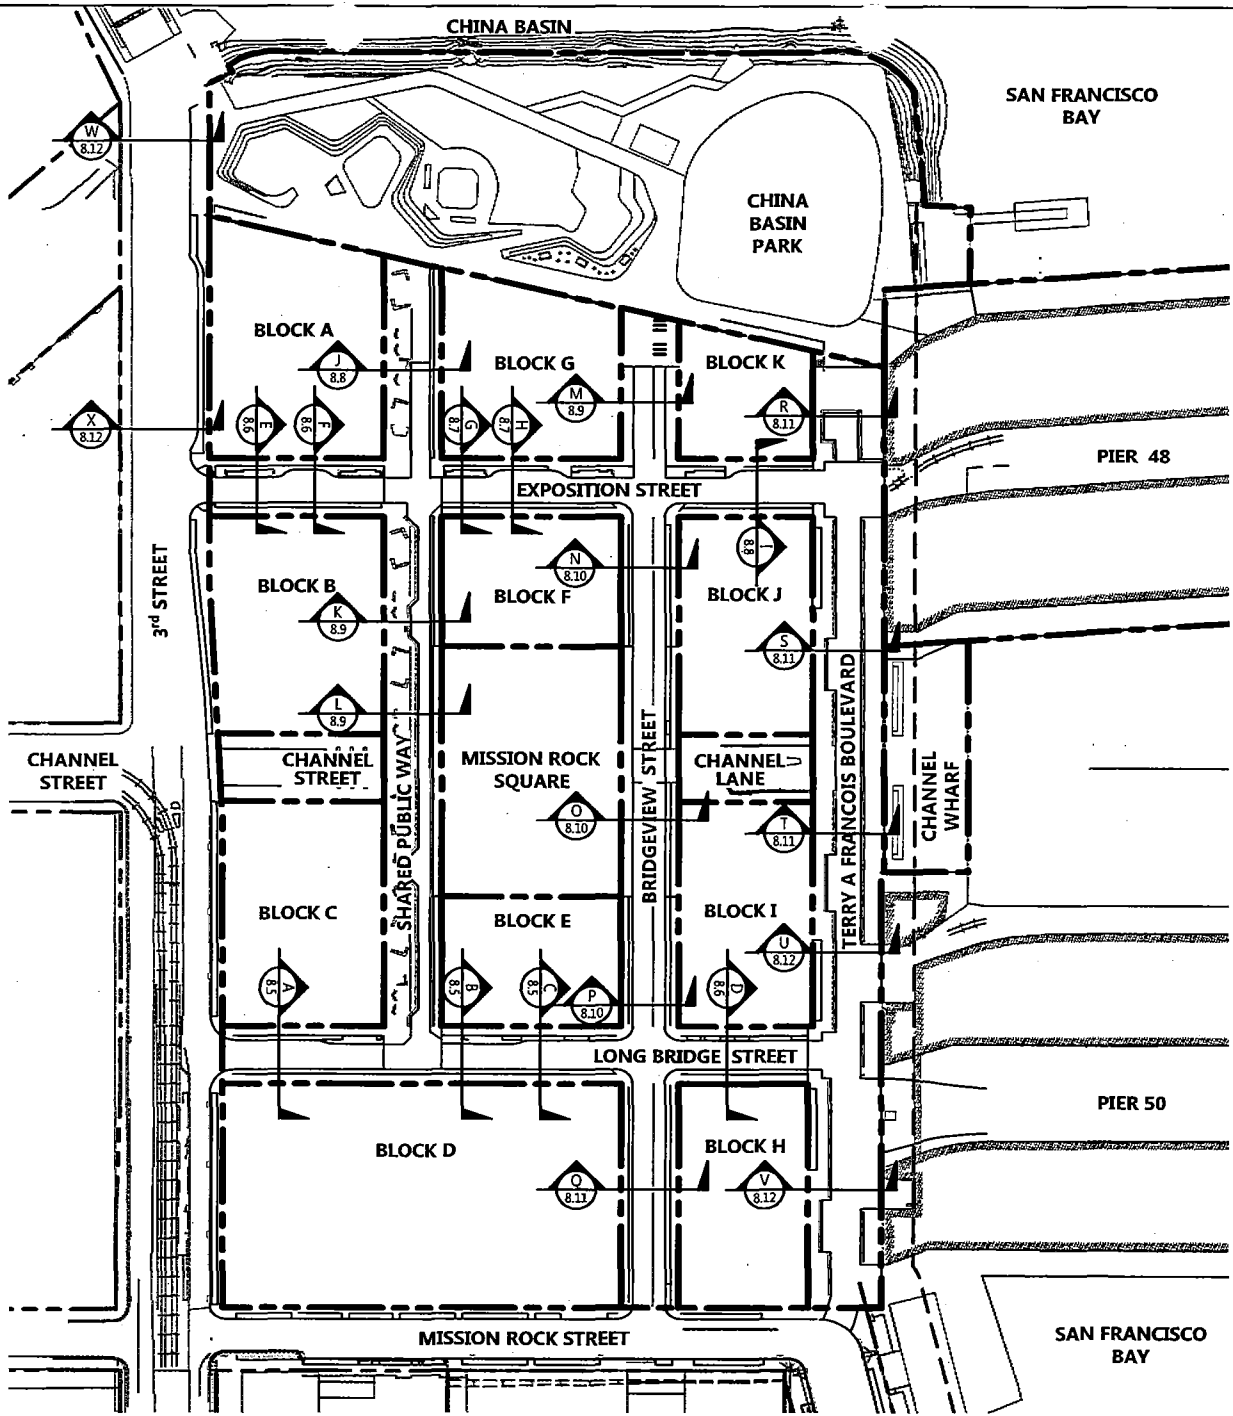 CHINA BASIN
SAN FRANCISCO
BAY
W
8.12
CHINA
BASIN
PARK
BLOCK A
J
8.8
BLOCK G
BLOCK K
M
8.9
R
8.11
X
8.12
E
8.6
F
8.6
G
8.7
H
8.7
PIER 48
EXPOSITION STREET
3rd STREET
N
8.10
I
8.8
BLOCK B
BLOCK F
BLOCK J
K
8.9
S
8.11
L
8.9
CHANNEL
STREET
CHANNEL
STREET
SHARED PUBLIC WAY
MISSION ROCK
SQUARE
BRIDGEVIEW STREET
CHANNEL
LANE
TERRY A FRANCOIS BOULEVARD
CHANNEL
WHARF
O
8.10
T
8.11
BLOCK C
BLOCK E
BLOCK I
U
8.12
A
8.5
B
8.5
C
8.5
P
8.10
D
8.6
LONG BRIDGE STREET
PIER 50
BLOCK D
BLOCK H
Q
8.11
V
8.12
MISSION ROCK STREET
SAN FRANCISCO
BAY